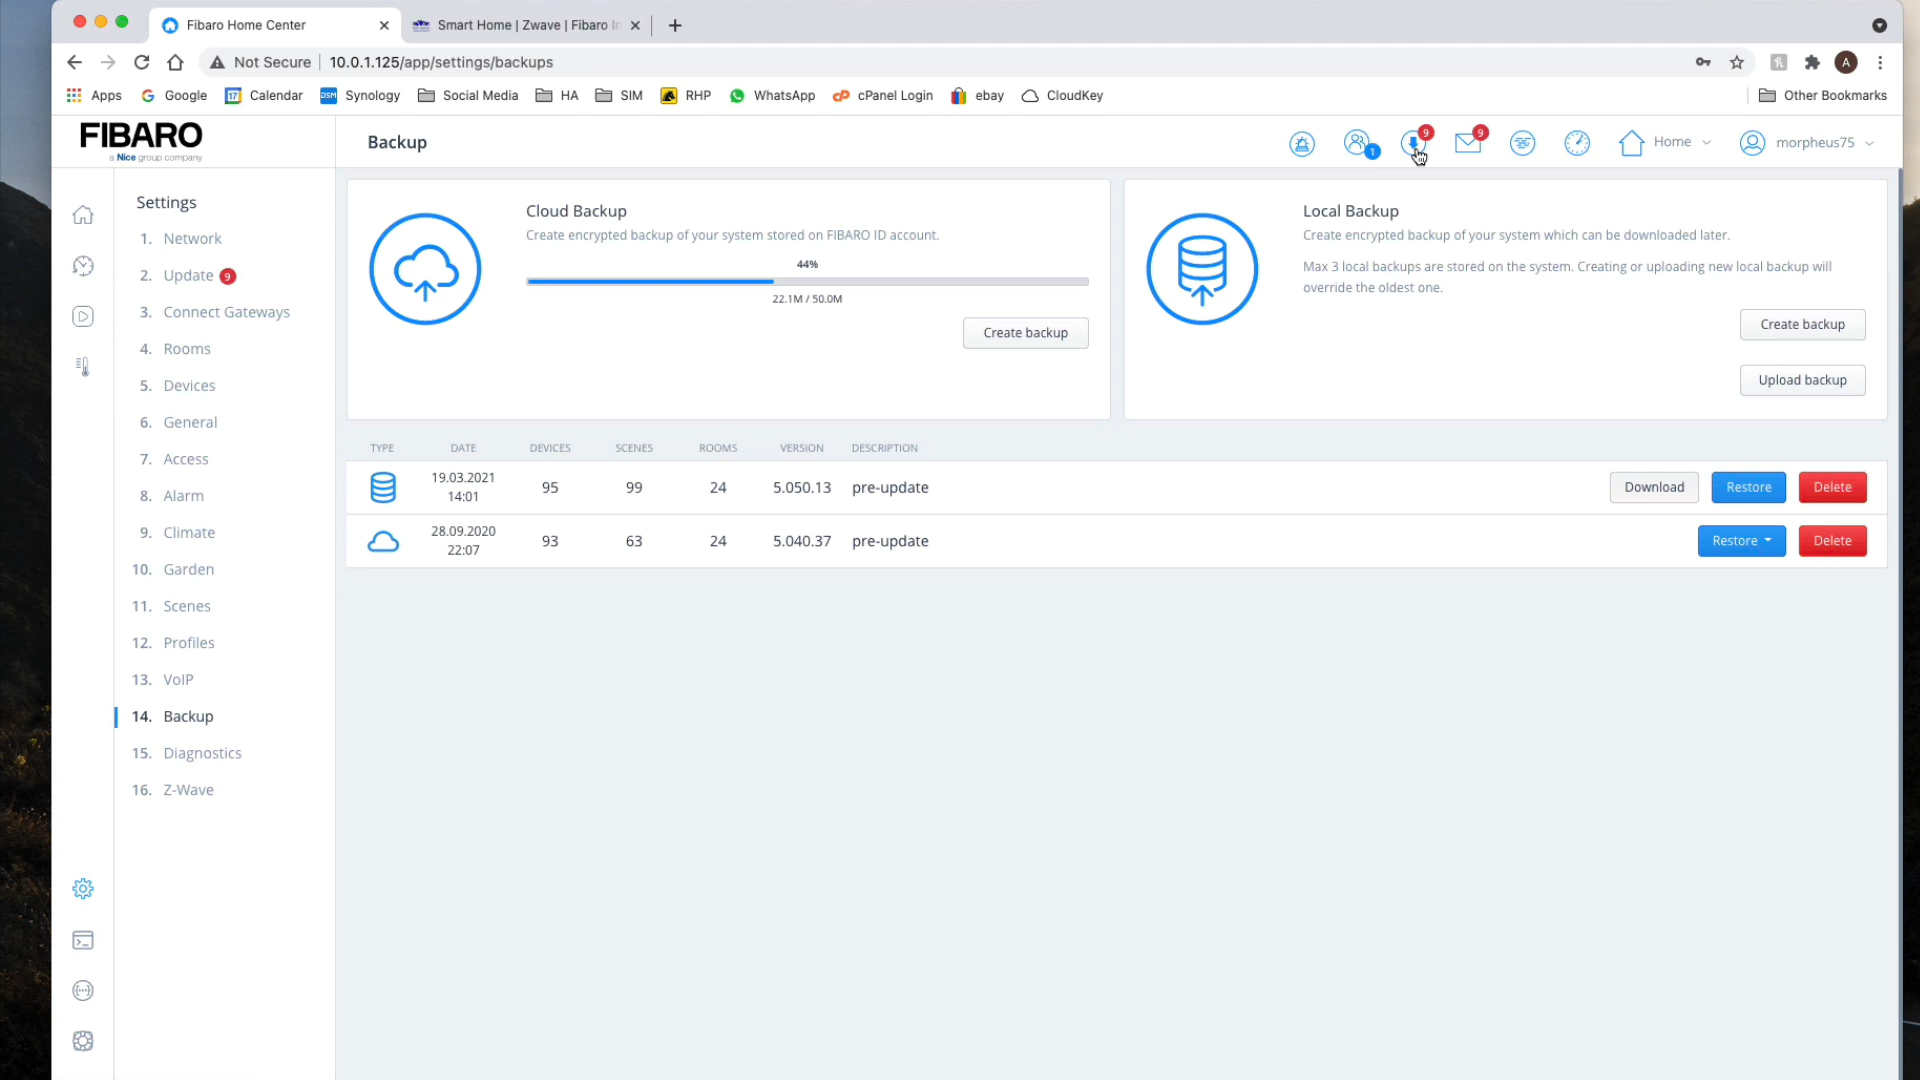 Fibaro Home Center
Smart Home | Zwave | Fibaro
Not Secure
10.0.1.125/app/settings/backups
A
Apps
Google
17
Calendar
DSM
Synology
Social Media
HA
SIM
RHP
WhatsApp
cP
cPanel Login
ebay
CloudKey
Other Bookmarks
FIBARO
a Nice group company
Backup
1
9
9
Home
morpheus75
Settings
1. Network
2. Update 9
3. Connect Gateways
4. Rooms
5. Devices
6. General
7. Access
8. Alarm
9. Climate
10. Garden
11. Scenes
12. Profiles
13. VoIP
14. Backup
15. Diagnostics
16. Z-Wave
Cloud Backup
Create encrypted backup of your system stored on FIBARO ID account.
44%
22.1M / 50.0M
Create backup
Local Backup
Create encrypted backup of your system which can be downloaded later.
Max 3 local backups are stored on the system. Creating or uploading new local backup will
override the oldest one.
Create backup
Upload backup
TYPE DATE DEVICES SCENES ROOMS VERSION DESCRIPTION
19.03.2021
14:01
95 99 24 5.050.13 pre-update
Download Restore Delete
28.09.2020
22:07
93 63 24 5.040.37 pre-update
Restore Delete